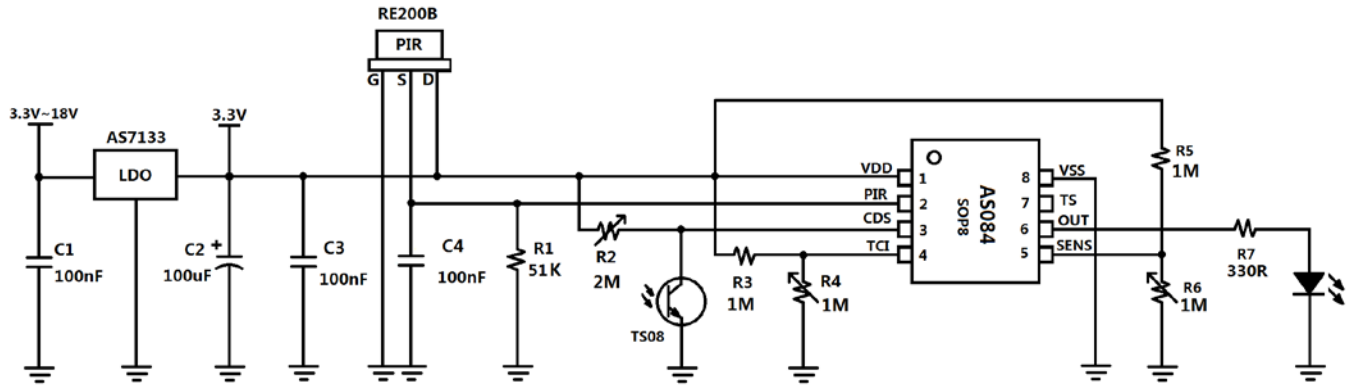 RE200B
PIR
G S D
3.3V~18V
3.3V
AS7133
LDO
C1
100nF
C2
+
100uF
C3
100nF
C4
100nF
R1
51K
R2
2M
TS08
R3
1M
R4
1M
VDD
PIR
CDS
TCI
1
2
3
4
AS084
SOP8
8
7
6
5
VSS
TS
OUT
SENS
R5
1M
R6
1M
R7
330R